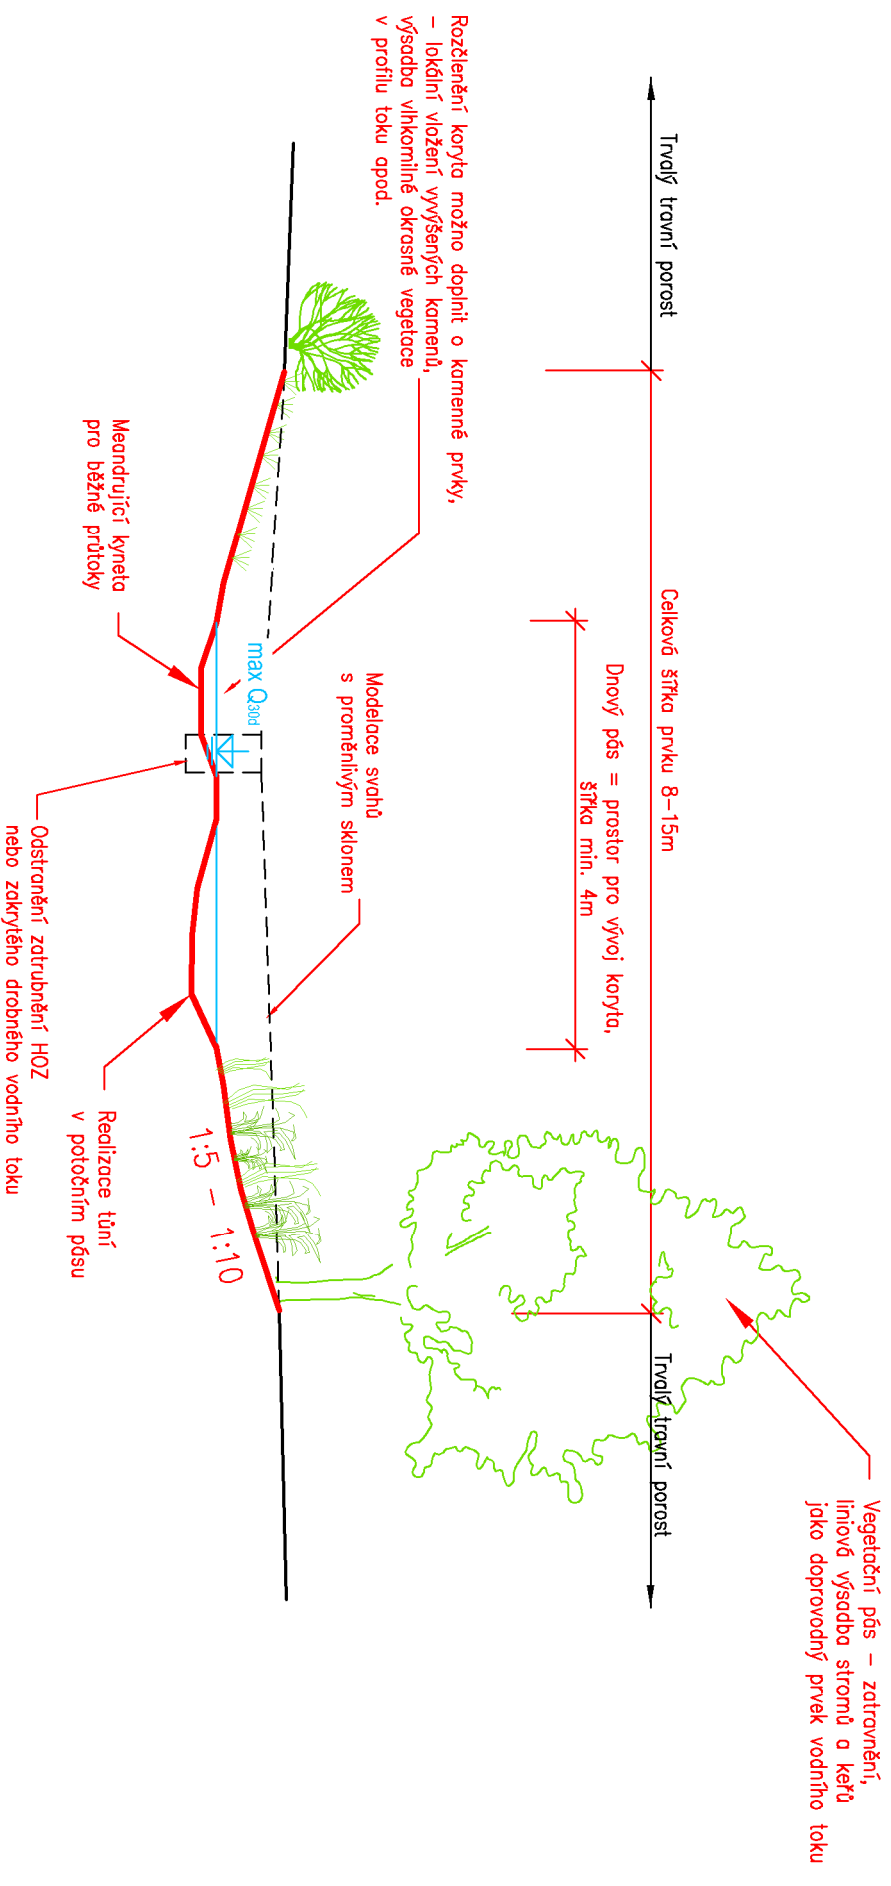 Vegetační pás – zatravnění,
liniová výsadba stromů a keřů
jako doprovodný prvek vodního toku
Trvalý travní porost
Celková šířka prvku 8–15m
Trvalý travní porost
Dnový pás = prostor pro vývoj koryta,
šířka min. 4m
Rozčlenění koryta možno doplnit o kamenné prvky,
– lokální vložení vyvýšených kamenů,
výsadba vlhkomilné okrasné vegetace
v profilu toku apod.
Modelace svahů
s proměnlivým sklonem
max Q30d
1:5 – 1:10
Meandrující kyneta
pro běžné průtoky
Realizace tůní
v potočním pásu
Odstranění zatrubnění HOZ
nebo zakrytého drobného vodního toku